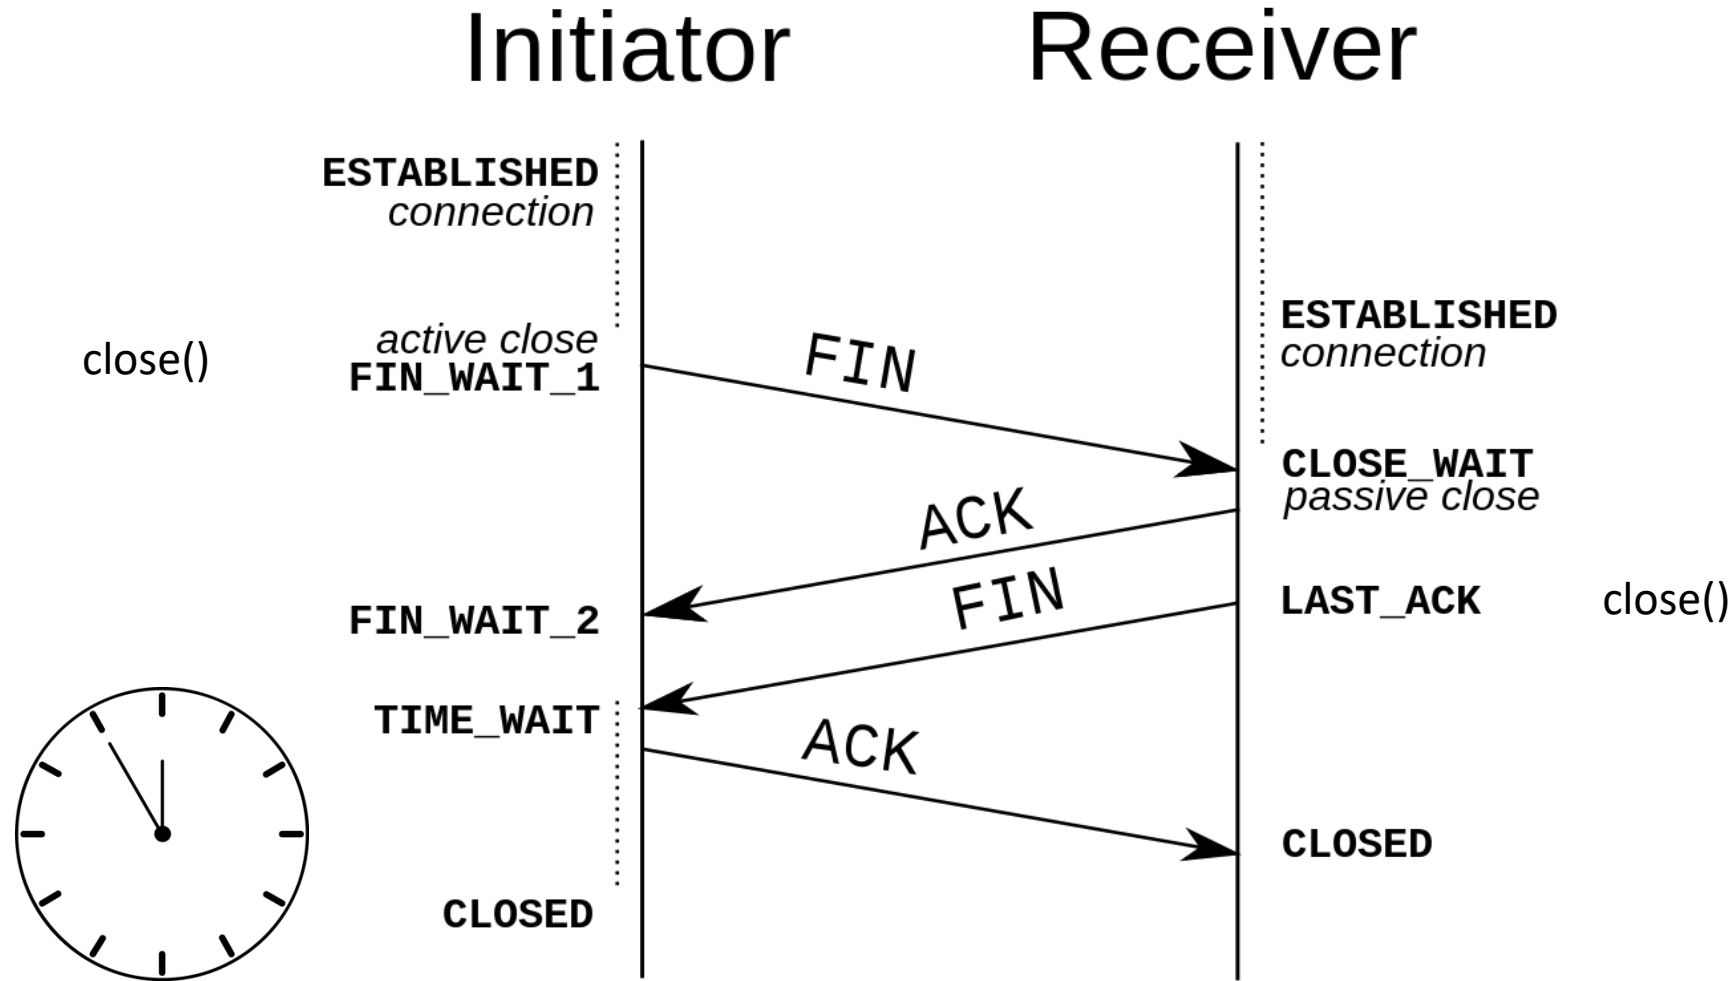 Initiator
Receiver
ESTABLISHED
connection
close()
active close
FIN_WAIT_1
FIN
ESTABLISHED
connection
CLOSE_WAIT
passive close
ACK
FIN
LAST_ACK
close()
FIN_WAIT_2
TIME_WAIT
ACK
CLOSED
CLOSED